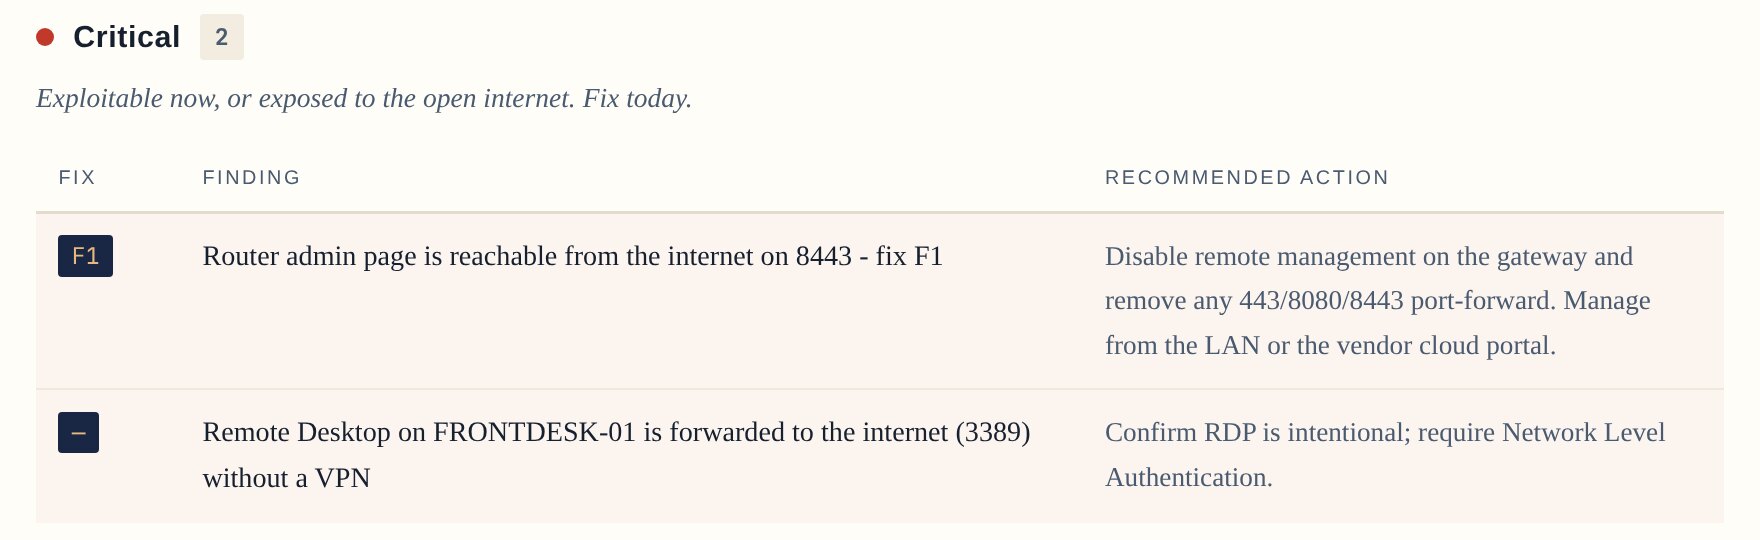 Critical 2
Exploitable now, or exposed to the open internet. Fix today.
FIX FINDING RECOMMENDED ACTION
F1 Router admin page is reachable from the internet on 8443 - fix F1
Disable remote management on the gateway and
remove any 443/8080/8443 port-forward. Manage
from the LAN or the vendor cloud portal.
– Remote Desktop on FRONTDESK-01 is forwarded to the internet (3389)
without a VPN
Confirm RDP is intentional; require Network Level
Authentication.